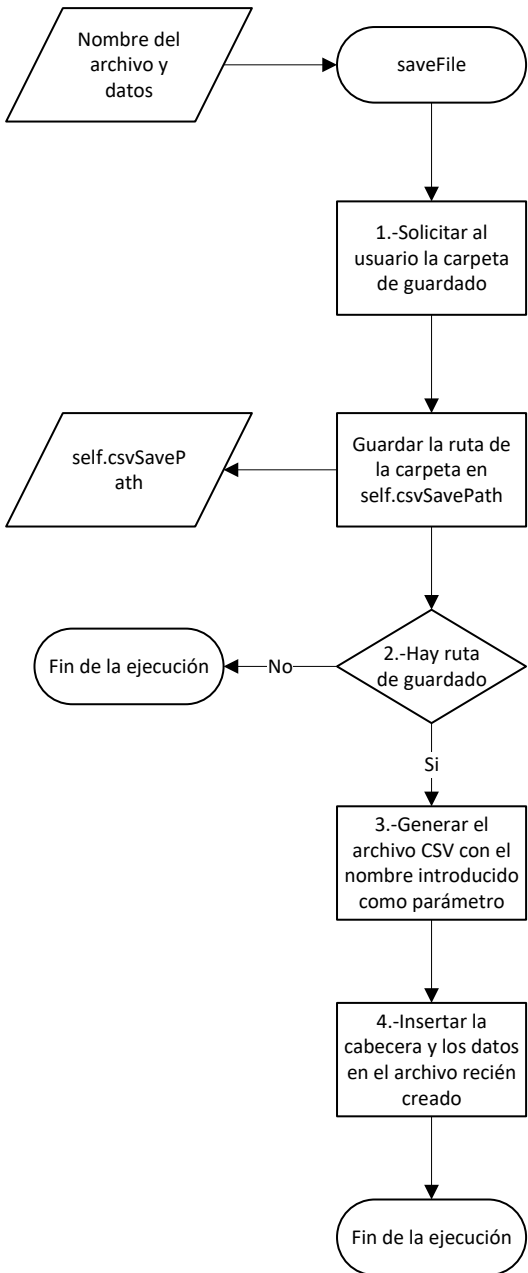 Nombre del
archivo y
datos
saveFile
1.-Solicitar al
usuario la carpeta
de guardado
self.csvSaveP
ath
Guardar la ruta de
la carpeta en
self.csvSavePath
Fin de la ejecución
No
2.-Hay ruta
de guardado
Si
3.-Generar el
archivo CSV con el
nombre introducido
como parámetro
4.-Insertar la
cabecera y los datos
en el archivo recién
creado
Fin de la ejecución